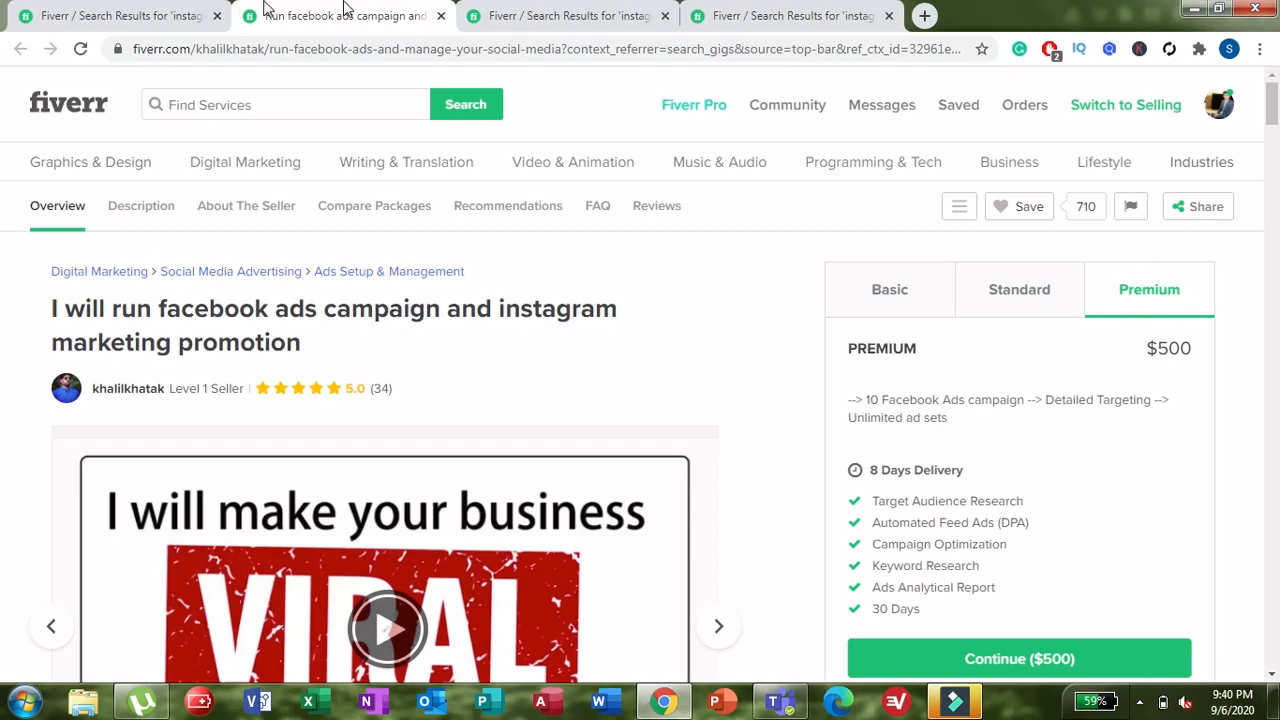 Fiverr / Search Results for 'instag
Run facebook ads campaign and
Fiverr / Search Results for 'instag
Fiverr / Search Results for 'instag
fiverr.com/khalilkhatak/run-facebook-ads-and-manage-your-social-media?context_referrer=search_gigs&source=top-bar&ref_ctx_id=32961e...
2
IQ
K
S
fiverr
Find Services
Search
Fiverr Pro
Community
Messages
Saved
Orders
Switch to Selling
Graphics & Design
Digital Marketing
Writing & Translation
Video & Animation
Music & Audio
Programming & Tech
Business
Lifestyle
Industries
Overview
Description
About The Seller
Compare Packages
Recommendations
FAQ
Reviews
Save
710
Share
Digital Marketing > Social Media Advertising > Ads Setup & Management
I will run facebook ads campaign and instagram
marketing promotion
khalilkhatak Level 1 Seller 5.0 (34)
I will make your business
VIRAL
Basic
Standard
Premium
PREMIUM
$500
--> 10 Facebook Ads campaign --> Detailed Targeting -->
Unlimited ad sets
8 Days Delivery
Target Audience Research
Automated Feed Ads (DPA)
Campaign Optimization
Keyword Research
Ads Analytical Report
30 Days
Continue ($500)
59%
9:40 PM
9/6/2020